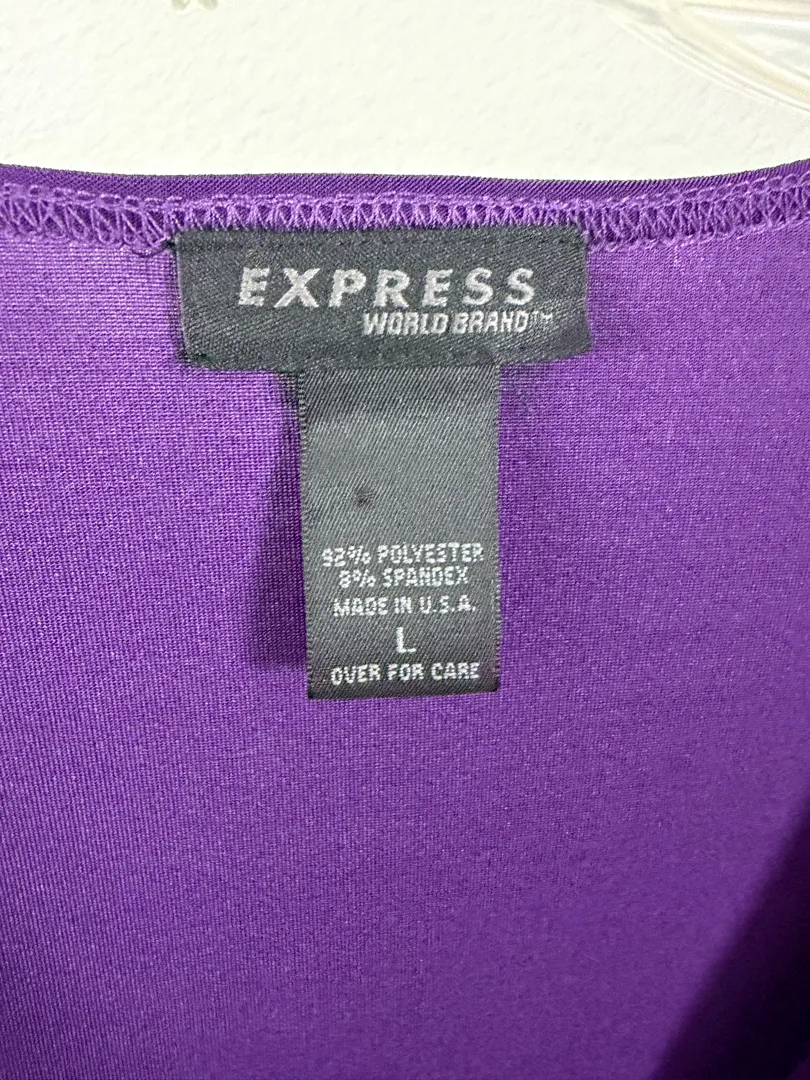 EXPRESS
WORLD BRAND™
92% POLYESTER
8% SPANDEX
MADE IN U.S.A.
L
OVER FOR CARE